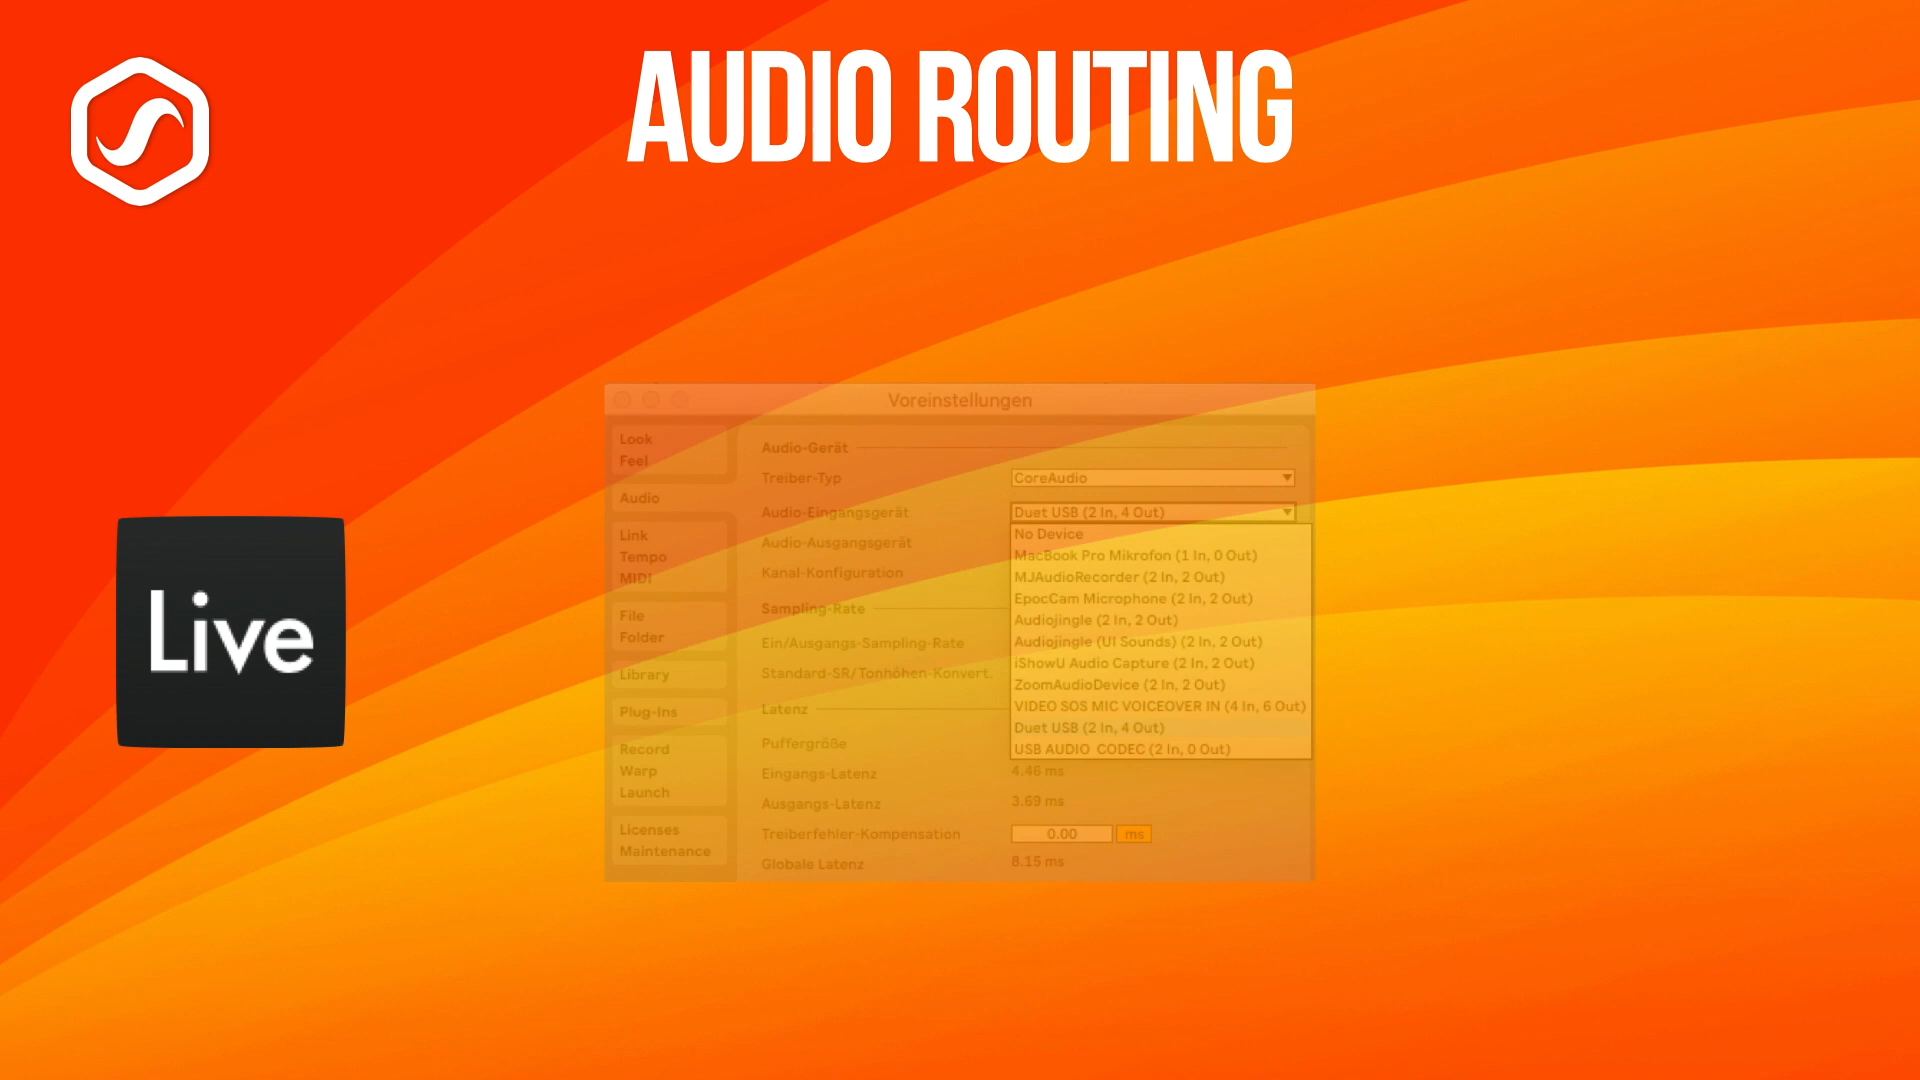 AUDIO ROUTING
Live
Voreinstellungen
Look
Feel
Audio
Link
Tempo
MIDI
File
Folder
Library
Plug-Ins
Record
Warp
Launch
Licenses
Maintenance
Audio-Gerät
Treiber-Typ CoreAudio
Audio-Eingangsgerät Duet USB (2 In, 4 Out)
Audio-Ausgangsgerät
Kanal-Konfiguration
Sampling-Rate
Ein/Ausgangs-Sampling-Rate
Standard-SR/Tonhöhen-Konvert.
Latenz
Puffergröße
No Device
MacBook Pro Mikrofon (1 In, 0 Out)
MJAudioRecorder (2 In, 2 Out)
EpocCam Microphone (2 In, 2 Out)
Audiojingle (2 In, 2 Out)
Audiojingle (UI Sounds) (2 In, 2 Out)
iShowU Audio Capture (2 In, 2 Out)
ZoomAudioDevice (2 In, 2 Out)
VIDEO SOS MIC VOICEOVER IN (4 In, 6 Out)
Duet USB (2 In, 4 Out)
USB AUDIO CODEC (2 In, 0 Out)
Eingangs-Latenz 4.46 ms
Ausgangs-Latenz 3.69 ms
Treiberfehler-Kompensation 0.00 ms
Globale Latenz 8.15 ms